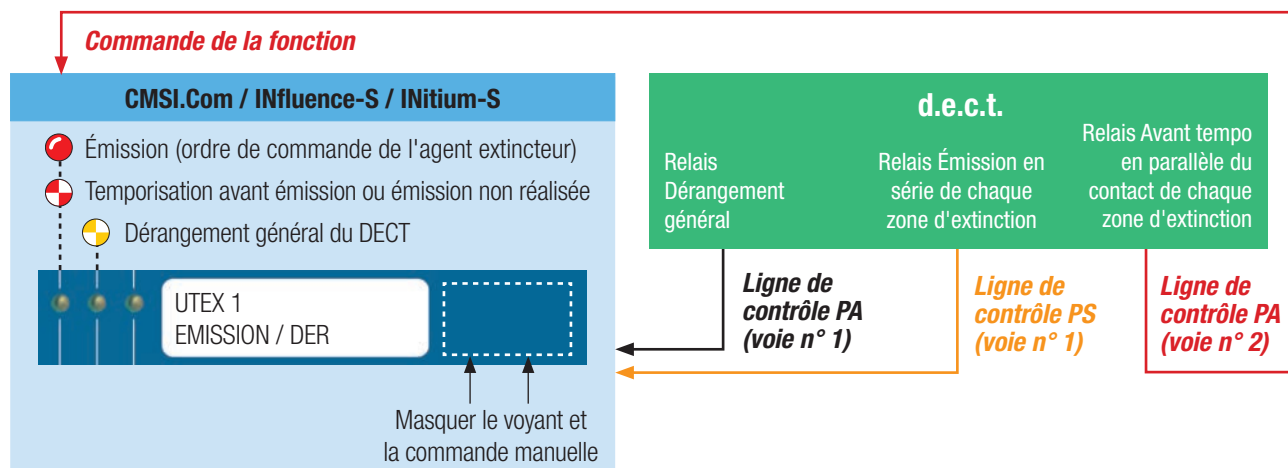 Commande de la fonction
CMSI.Com / INfluence-S / INitium-S
Émission (ordre de commande de l'agent extincteur)
Temporisation avant émission ou émission non réalisée
Dérangement général du DECT
UTEX 1
EMISSION / DER
Masquer le voyant et
la commande manuelle
d.e.c.t.
Relais
Dérangement
général
Relais Émission en
série de chaque
zone d'extinction
Relais Avant tempo
en parallèle du
contact de chaque
zone d'extinction
Ligne de
contrôle PA
(voie n° 1)
Ligne de
contrôle PS
(voie n° 1)
Ligne de
contrôle PA
(voie n° 2)